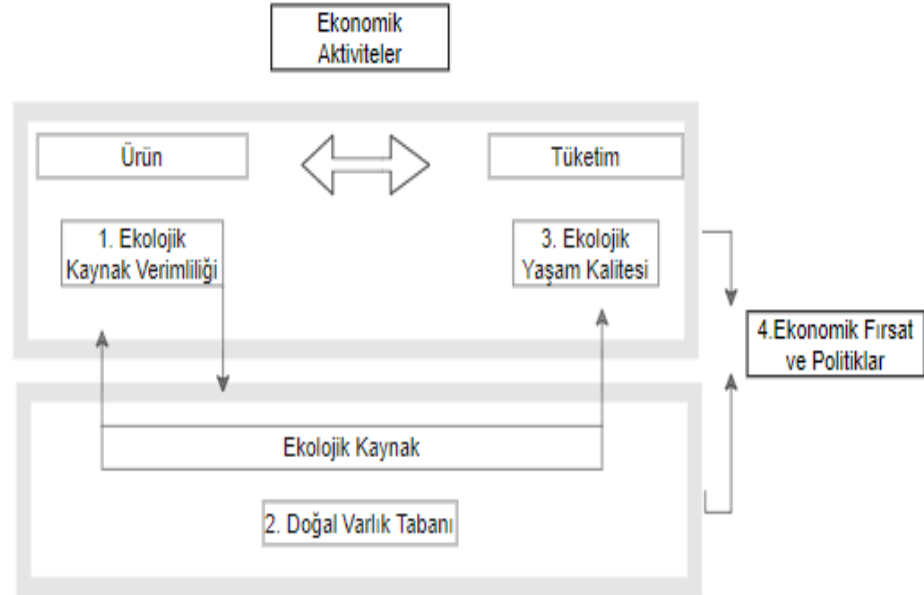 Ekonomik
Aktiviteler
Ürün
Tüketim
1. Ekolojik
Kaynak Verimliliği
3. Ekolojik
Yaşam Kalitesi
4.Ekonomik Fırsat
ve Politiklar
Ekolojik Kaynak
2. Doğal Varlık Tabanı